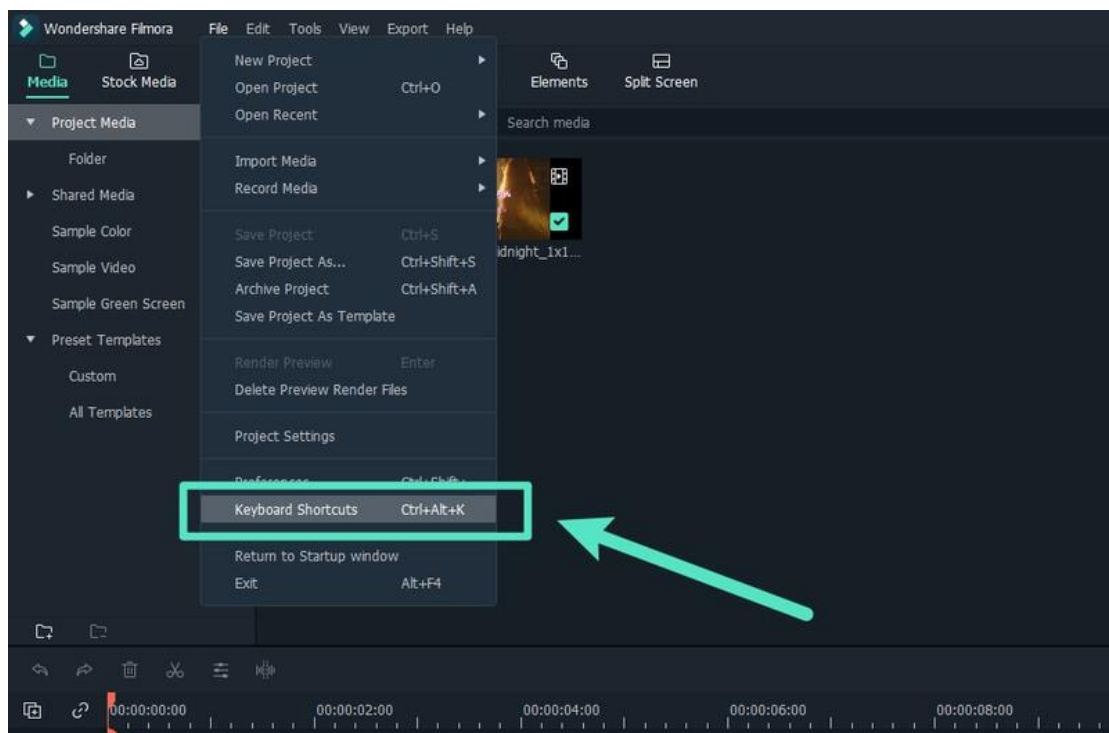 Wondershare Filmora File Edit Tools View Export Help
Media Stock Media Elements Split Screen
Project Media
Folder
Shared Media
Sample Color
Sample Video
Sample Green Screen
Preset Templates
Custom
All Templates
New Project
Open Project Ctrl+O
Open Recent
Import Media
Record Media
Save Project Ctrl+S
Save Project As... Ctrl+Shift+S
Archive Project Ctrl+Shift+A
Save Project As Template
Render Preview Enter
Delete Preview Render Files
Project Settings
Preferences Ctrl+Shift+
Keyboard Shortcuts Ctrl+Alt+K
Return to Startup window
Exit Alt+F4
Search media
idnight_1x1...
00:00:00:00 00:00:02:00 00:00:04:00 00:00:06:00 00:00:08:00